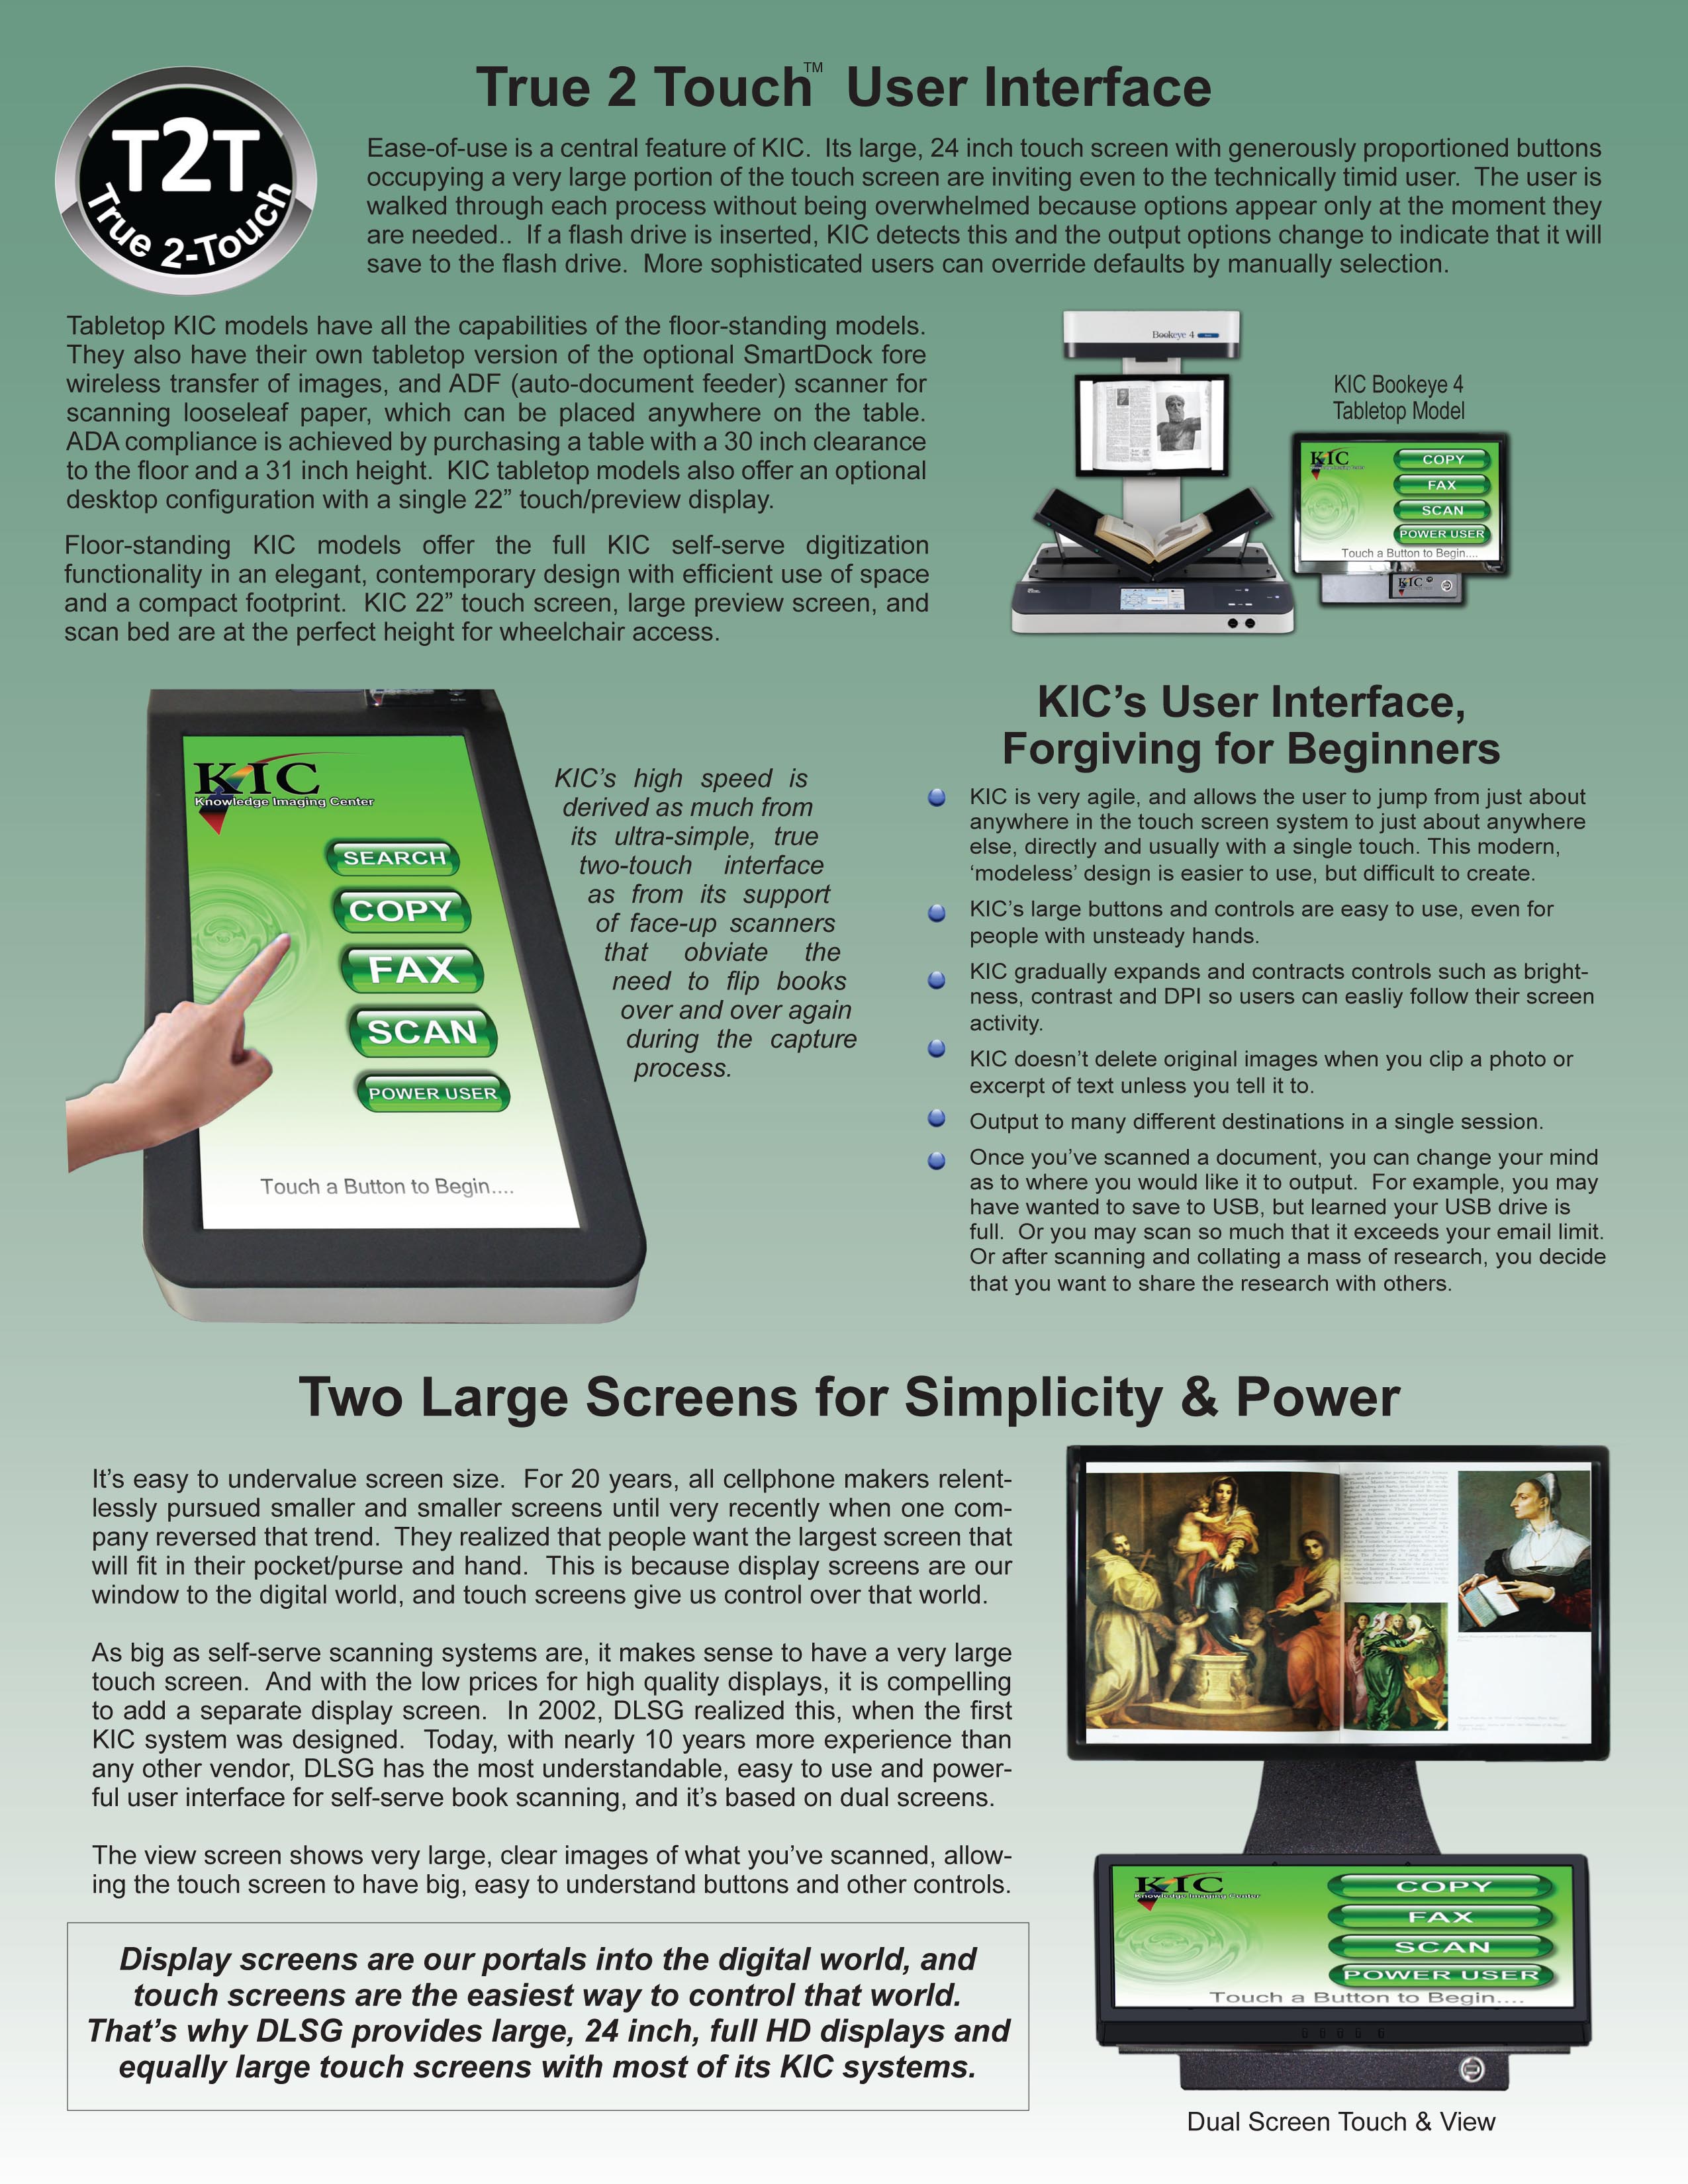 True 2 Touch™ User Interface
T2T
True 2-Touch
Ease-of-use is a central feature of KIC.  Its large, 24 inch touch screen with generously proportioned buttons
occupying a very large portion of the touch screen are inviting even to the technically timid user.  The user is
walked through each process without being overwhelmed because options appear only at the moment they
are needed..  If a flash drive is inserted, KIC detects this and the output options change to indicate that it will
save to the flash drive.  More sophisticated users can override defaults by manually selection.
Tabletop KIC models have all the capabilities of the floor-standing models.
They also have their own tabletop version of the optional SmartDock fore
wireless transfer of images, and ADF (auto-document feeder) scanner for
scanning looseleaf paper, which can be placed anywhere on the table.
ADA compliance is achieved by purchasing a table with a 30 inch clearance
to the floor and a 31 inch height.  KIC tabletop models also offer an optional
desktop configuration with a single 22” touch/preview display.
Floor-standing KIC models offer the full KIC self-serve digitization
functionality in an elegant, contemporary design with efficient use of space
and a compact footprint.  KIC 22” touch screen, large preview screen, and
scan bed are at the perfect height for wheelchair access.
Bookeye 4
KIC Bookeye 4
Tabletop Model
KIC
COPY
FAX
SCAN
POWER USER
Touch a Button to Begin....
KIC
KIC
Knowledge Imaging Center
SEARCH
COPY
FAX
SCAN
POWER USER
Touch a Button to Begin....
KIC’s high speed is
derived as much from
its ultra-simple, true
two-touch interface
as from its support
of face-up scanners
that obviate the
need to flip books
over and over again
during the capture
process.
KIC’s User Interface,
Forgiving for Beginners
KIC is very agile, and allows the user to jump from just about
anywhere in the touch screen system to just about anywhere
else, directly and usually with a single touch. This modern,
‘modeless’ design is easier to use, but difficult to create.
KIC’s large buttons and controls are easy to use, even for
people with unsteady hands.
KIC gradually expands and contracts controls such as bright-
ness, contrast and DPI so users can easliy follow their screen
activity.
KIC doesn’t delete original images when you clip a photo or
excerpt of text unless you tell it to.
Output to many different destinations in a single session.
Once you’ve scanned a document, you can change your mind
as to where you would like it to output.  For example, you may
have wanted to save to USB, but learned your USB drive is
full.  Or you may scan so much that it exceeds your email limit.
Or after scanning and collating a mass of research, you decide
that you want to share the research with others.
Two Large Screens for Simplicity & Power
It’s easy to undervalue screen size.  For 20 years, all cellphone makers relent-
lessly pursued smaller and smaller screens until very recently when one com-
pany reversed that trend.  They realized that people want the largest screen that
will fit in their pocket/purse and hand.  This is because display screens are our
window to the digital world, and touch screens give us control over that world.
As big as self-serve scanning systems are, it makes sense to have a very large
touch screen.  And with the low prices for high quality displays, it is compelling
to add a separate display screen.  In 2002, DLSG realized this, when the first
KIC system was designed.  Today, with nearly 10 years more experience than
any other vendor, DLSG has the most understandable, easy to use and power-
ful user interface for self-serve book scanning, and it’s based on dual screens.
The view screen shows very large, clear images of what you’ve scanned, allow-
ing the touch screen to have big, easy to understand buttons and other controls.
Display screens are our portals into the digital world, and
touch screens are the easiest way to control that world.
That’s why DLSG provides large, 24 inch, full HD displays and
equally large touch screens with most of its KIC systems.
KIC
Knowledge Imaging Center
COPY
FAX
SCAN
POWER USER
Touch a Button to Begin....
Dual Screen Touch & View